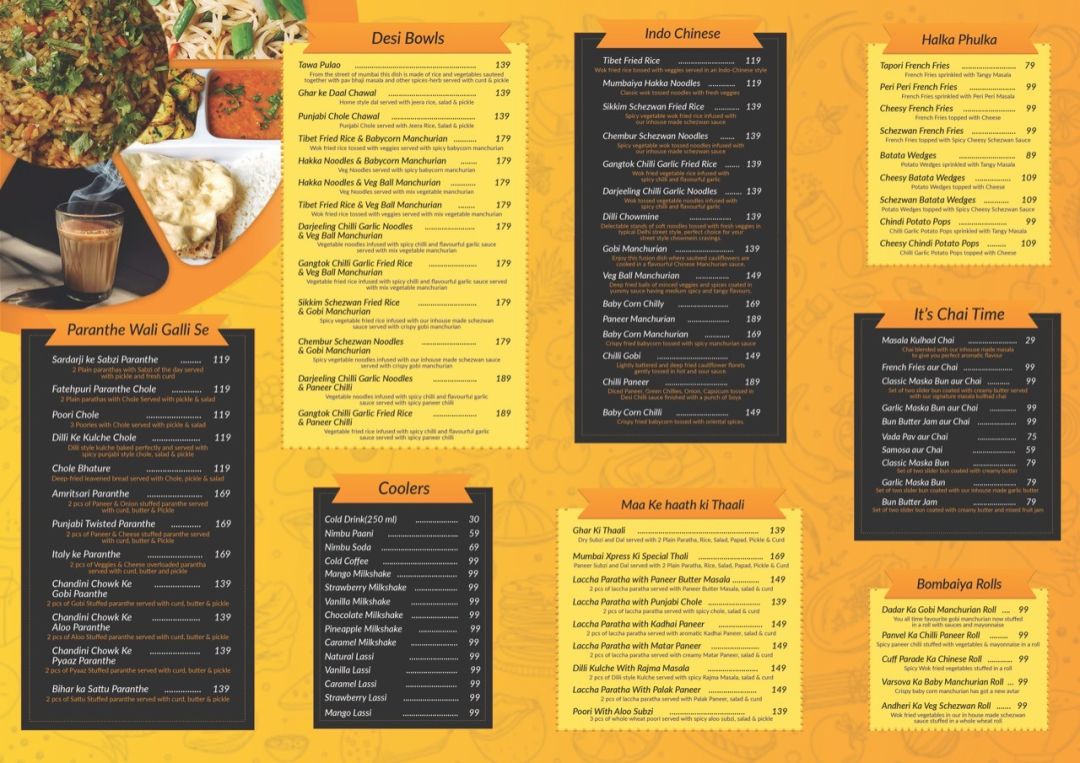 Desi Bowls
Tawa Pulao ........ 139
From the street of mumbai this dish is made of rice and vegetables sauteed
together with pav bhaji masala and other spices-herb served with curd & pickle
Ghar ke Daal Chawal ........ 139
Home style dal served with jeera rice, salad & pickle
Punjabi Chole Chawal ........ 139
Punjabi Chole served with Jeera Rice, Salad & pickle
Tibet Fried Rice & Babycorn Manchurian ........ 179
Wok fried rice tossed with veggies served with spicy babycorn manchurian
Hakka Noodles & Babycorn Manchurian ........ 179
Veg Noodles served with spicy babycorn manchurian
Hakka Noodles & Veg Ball Manchurian ........ 179
Veg Noodles served with mix vegetable manchurian
Tibet Fried Rice & Veg Ball Manchurian ........ 179
Wok fried rice tossed with veggies served with mix vegetable manchurian
Darjeeling Chilli Garlic Noodles ........ 179
& Veg Ball Manchurian
Vegetable noodles infused with spicy chilli and flavourful garlic sauce
served with mix vegetable manchurian
Gangtok Chilli Garlic Fried Rice ........ 179
& Veg Ball Manchurian
Vegetable fried rice infused with spicy chilli and flavourful garlic sauce served
with mix vegetable manchurian
Sikkim Schezwan Fried Rice ........ 179
& Gobi Manchurian
Spicy vegetable fried rice infused with our inhouse made schezwan
sauce served with crispy gobi manchurian
Chembur Schezwan Noodles ........ 179
& Gobi Manchurian
Spicy vegetable noodles infused with our inhouse made schezwan sauce
served with crispy gobi manchurian
Darjeeling Chilli Garlic Noodles ........ 189
& Paneer Chilli
Vegetable noodles infused with spicy chilli and flavourful garlic
sauce served with spicy paneer chilli
Gangtok Chilli Garlic Fried Rice ........ 189
& Paneer Chilli
Vegetable fried rice infused with spicy chilli and flavourful garlic
sauce served with spicy paneer chilli
Indo Chinese
Tibet Fried Rice ........ 119
Wok fried rice tossed with veggies served in an Indo-Chinese style
Mumbaiya Hakka Noodles ........ 119
Classic wok tossed noodles with fresh veggies
Sikkim Schezwan Fried Rice ........ 139
Spicy vegetable wok fried rice infused with
our inhouse made schezwan sauce
Chembur Schezwan Noodles ........ 139
Spicy vegetable wok tossed noodles infused with
our inhouse made schezwan sauce
Gangtok Chilli Garlic Fried Rice ........ 139
Wok fried vegetable rice infused with
spicy chilli and flavourful garlic
Darjeeling Chilli Garlic Noodles ........ 139
Wok tossed vegetable noodles infused with
spicy chilli and flavourful garlic
Dilli Chowmine ........ 139
Delectable stands of soft noodles tossed with fresh veggies in
typical Delhi street style, perfect choice for your
street style chowmein cravings.
Gobi Manchurian ........ 139
Enjoy this fusion dish where sauteed cauliflowers are
cooked in a flavourful Chinese Manchurian sauce.
Veg Ball Manchurian ........ 149
Deep fried balls of minced veggies and spices coated in
yummy sauce having medium spicy and tangy flavours.
Baby Corn Chilly ........ 169
Paneer Manchurian ........ 189
Baby Corn Manchurian ........ 169
Crispy fried babycorn tossed with spicy manchurian sauce
Chilli Gobi ........ 149
Lightly battered and deep fried cauliflower florets
gently tossed in hot and sour sauce.
Chilli Paneer ........ 189
Diced Paneer, Green Chillies, Onion, Capsicum tossed in
Desi Chilli sauce finished with a punch of soya
Baby Corn Chilli ........ 149
Crispy fried babycorn tossed with oriental spices.
Halka Phulka
Tapori French Fries ........ 79
French Fries sprinkled with Tangy Masala
Peri Peri French Fries ........ 99
French Fries sprinkled with Peri Peri Masala
Cheesy French Fries ........ 99
French Fries topped with Cheese
Schezwan French Fries ........ 99
French Fries topped with Spicy Cheesy Schezwan Sauce
Batata Wedges ........ 89
Potato Wedges sprinkled with Tangy Masala
Cheesy Batata Wedges ........ 109
Potato Wedges topped with Cheese
Schezwan Batata Wedges ........ 109
Potato Wedges topped with Spicy Cheesy Schezwan Sauce
Chindi Potato Pops ........ 99
Chilli Garlic Potato Pops sprinkled with Tangy Masala
Cheesy Chindi Potato Pops ........ 109
Chilli Garlic Potato Pops topped with Cheese
Paranthe Wali Galli Se
Sardarji ke Sabzi Paranthe ........ 119
2 Plain paranthas with Sabzi of the day served
with pickle and fresh curd
Fatehpuri Paranthe Chole ........ 119
2 Plain parathas with Chole Served with pickle & salad
Poori Chole ........ 119
3 Poories with Chole served with pickle & salad
Dilli Ke Kulche Chole ........ 119
Dilli style kulche baked perfectly and served with
spicy punjabi style chole, salad & pickle
Chole Bhature ........ 119
Deep-fried leavened bread served with Chole, pickle & salad
Amritsari Paranthe ........ 169
2 pcs of Paneer & Onion stuffed paranthe served
with curd, butter & Pickle
Punjabi Twisted Paranthe ........ 169
2 pcs of Paneer & Cheese stuffed paranthe served
with curd, butter & pickle
Italy ke Paranthe ........ 169
2 pcs of Veggies & Cheese overloaded parantha
served with curd, butter and pickle
Chandini Chowk Ke ........ 139
Gobi Paanthe
2 pcs of Gobi Stuffed paranthe served with curd, butter & pickle
Chandini Chowk Ke ........ 139
Aloo Paranthe
2 pcs of Aloo Stuffed paranthe served with curd, butter & pickle
Chandini Chowk Ke ........ 139
Pyaaz Paranthe
2 pcs of Pyaaz Stuffed paranthe served with curd, butter & pickle
Bihar ka Sattu Paranthe ........ 139
2 pcs of Sattu Stuffed paranthe served with curd, butter & pickle
Coolers
Cold Drink(250 ml) ........ 30
Nimbu Paani ........ 59
Nimbu Soda ........ 69
Cold Coffee ........ 99
Mango Milkshake ........ 99
Strawberry Milkshake ........ 99
Vanilla Milkshake ........ 99
Chocolate Milkshake ........ 99
Pineapple Milkshake ........ 99
Caramel Milkshake ........ 99
Natural Lassi ........ 99
Vanilla Lassi ........ 99
Caramel Lassi ........ 99
Strawberry Lassi ........ 99
Mango Lassi ........ 99
Maa Ke haath ki Thaali
Ghar Ki Thaali ........ 139
Dry Subzi and Dal served with 2 Plain Paratha, Rice, Salad, Papad, Pickle & Curd
Mumbai Xpress Ki Special Thali ........ 169
Paneer Subzi and Dal served with 2 Plain Paratha, Rice, Salad, Papad, Pickle & Curd
Laccha Paratha with Paneer Butter Masala ........ 149
2 pcs of laccha paratha served with Paneer Butter Masala, salad & curd
Laccha Paratha with Punjabi Chole ........ 139
2 pcs of laccha paratha served with spicy chole, salad & curd
Laccha Paratha with Kadhai Paneer ........ 149
2 pcs of laccha paratha served with aromatic Kadhai Paneer, salad & curd
Laccha Paratha with Matar Paneer ........ 149
2 pcs of laccha paratha served with creamy Matar Paneer, salad & curd
Dilli Kulche With Rajma Masala ........ 149
2 pcs of Dilli style Kulche served with spicy Rajma Masala, salad & curd
Laccha Paratha With Palak Paneer ........ 149
2 pcs of laccha paratha served with Palak Paneer, salad & curd
Poori With Aloo Subzi ........ 139
3 pcs of whole wheat poori served with spicy aloo subzi, salad & pickle
It's Chai Time
Masala Kulhad Chai ........ 29
Chai blended with our inhouse made masala
to give you perfect aromatic flavour
French Fries aur Chai ........ 99
Classic Maska Bun aur Chai ........ 99
Set of two slider bun coated with creamy butter served
with our signature masala kulhad chai
Garlic Maska Bun aur Chai ........ 99
Bun Butter Jam aur Chai ........ 99
Vada Pav aur Chai ........ 75
Samosa aur Chai ........ 59
Classic Maska Bun ........ 79
Set of two slider bun coated with creamy butter
Garlic Maska Bun ........ 79
Set of two slider bun coated with our inhouse made garlic butter
Bun Butter Jam ........ 79
Set of two slider bun coated with creamy butter and mixed fruit jam
Bombaiya Rolls
Dadar Ka Gobi Manchurian Roll .... 99
You all time favourite gobi manchurian now stuffed
in a roll with sauces and mayonnaise
Panvel Ka Chilli Paneer Roll ........ 99
Spicy paneer chilli stuffed with vegetables & mayonnaise in a roll
Cuff Parade Ka Chinese Roll ........ 99
Spicy Wok fried vegetables stuffed in a roll
Varsova Ka Baby Manchurian Roll ... 99
Crispy baby corn manchurian has got a new avtar
Andheri Ka Veg Schezwan Roll ....... 99
Wok fried vegetables in our in house made schezwan
sauce stuffed in a whole wheat roll